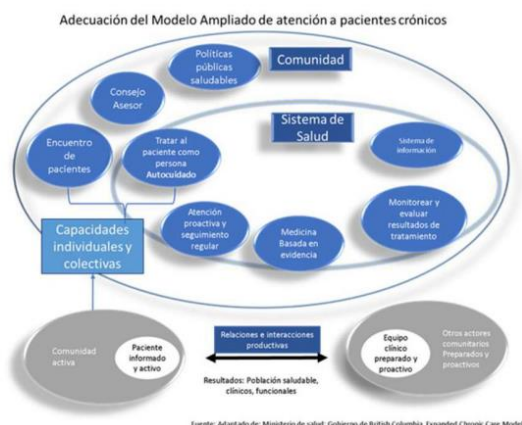 Adecuación del Modelo Ampliado de atención a pacientes crónicos
Políticas
públicas
saludables
Comunidad
Consejo
Asesor
Sistema de
Salud
Encuentro
de
pacientes
Tratar al
paciente como
persona
Autocuidado
Sistema de
información
Atención
proactiva y
seguimiento
regular
Medicina
Basada en
evidencia
Monitorear y
evaluar
resultados de
tratamiento
Capacidades
individuales y
colectivas
Comunidad
activa
Paciente
informado
y activo
Relaciones e interacciones
productivas
Resultados: Población saludable,
clínicos, funcionales
Equipo
clínico
preparado y
proactivo
Otros actores
comunitarios
Preparados y
proactivos
Fuente: Adaptado de: Ministerio de salud: Gobierno de British Columbia. Expanded Chronic Care Model